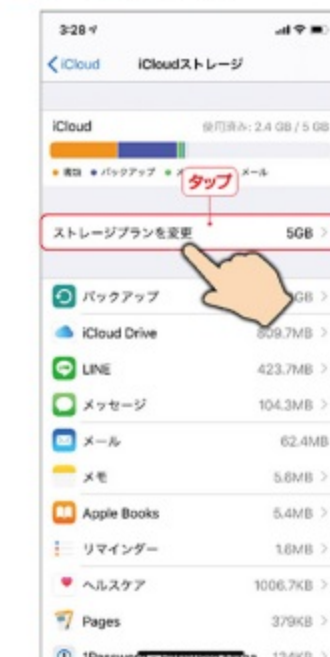 3:28
iCloud iCloudストレージ
iCloud 使用済み: 2.4 GB / 5 GB
書類 バックアップ メール
タップ
ストレージプランを変更 5GB
バックアップ GB
iCloud Drive 809.7MB
LINE 423.7MB
メッセージ 104.3MB
メール 62.4MB
メモ 5.6MB
Apple Books 5.4MB
リマインダー 1.6MB
ヘルスケア 1006.7KB
Pages 379KB